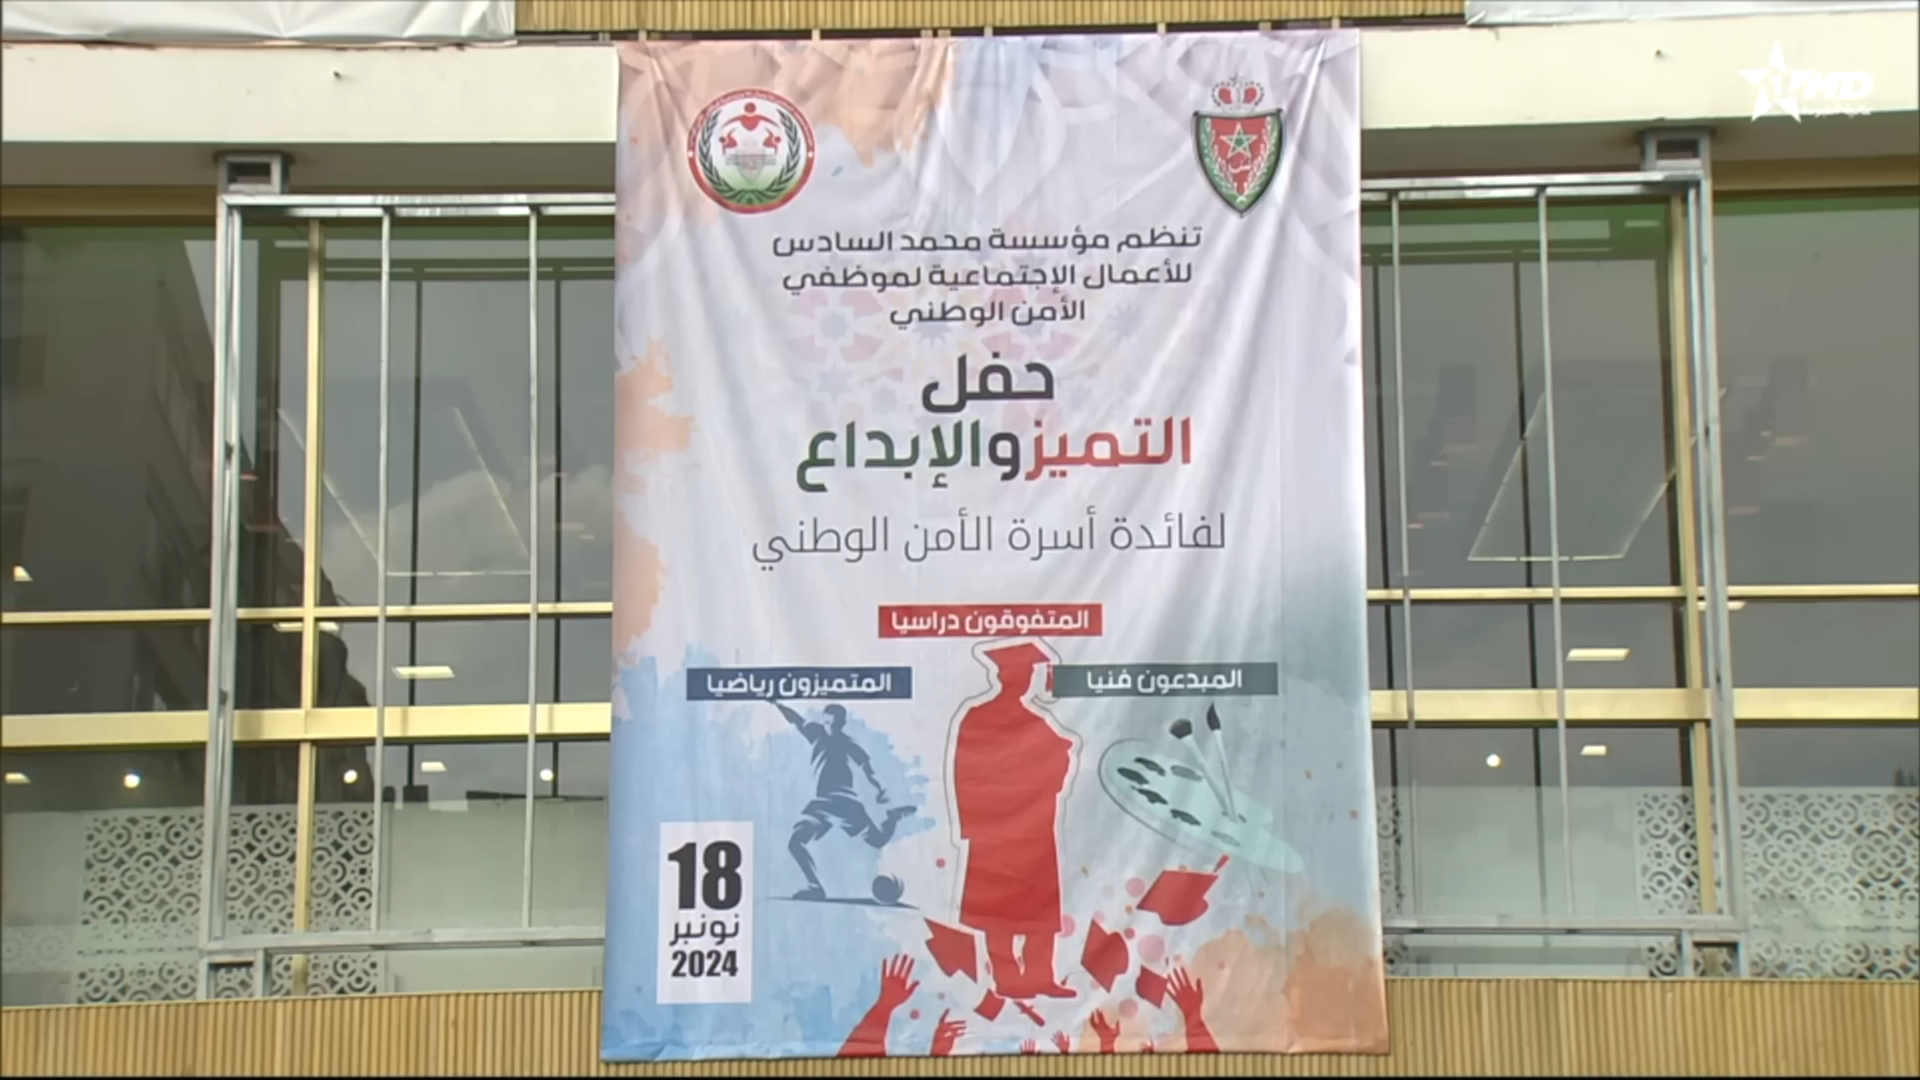 تنظم مؤسسة محمد السادس
للأعمال الإجتماعية لموظفي
الأمن الوطني
حفل
التميز والإبداع
لفائدة أسرة الأمن الوطني
المتفوقون دراسيا
المبدعون فنيا
المتميزون رياضيا
18
نونبر
2024
HD